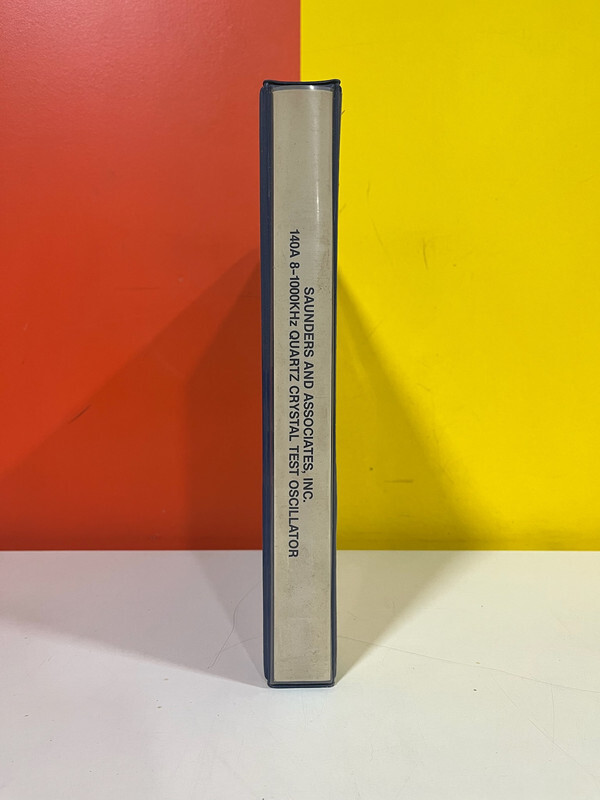 SAUNDERS AND ASSOCIATES, INC.
140A 8-1000KHz QUARTZ CRYSTAL TEST OSCILLATOR